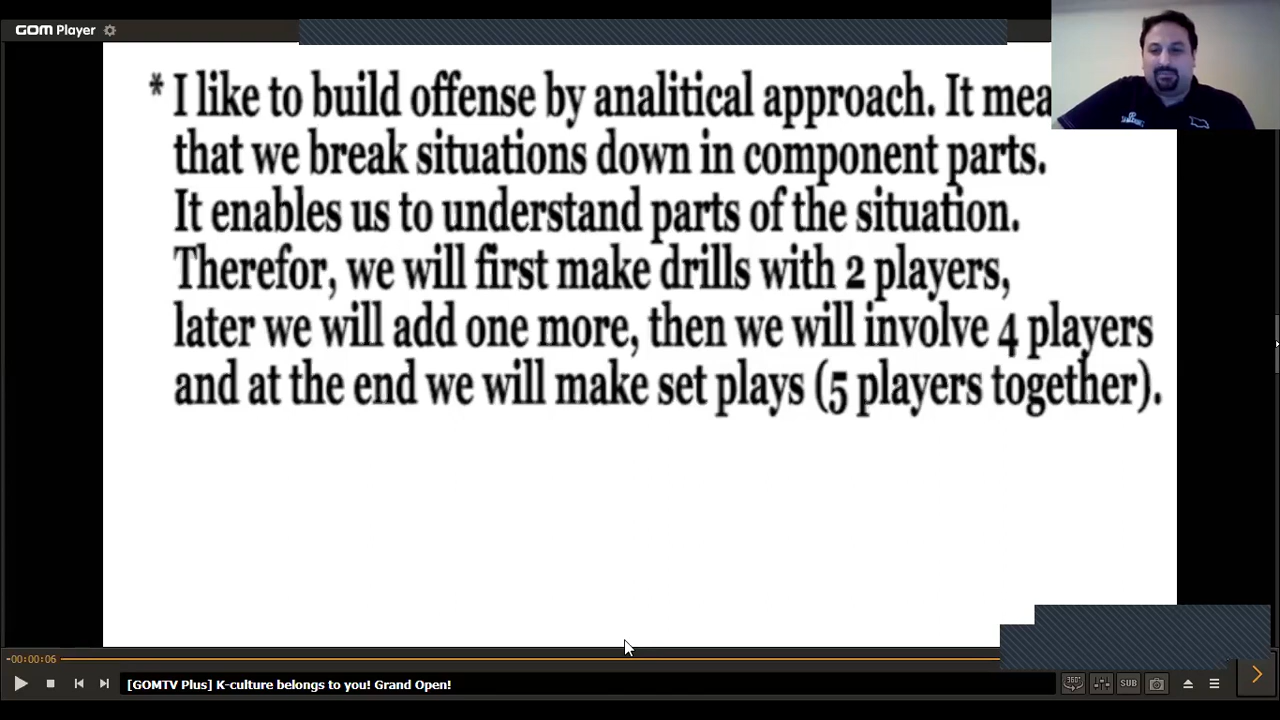 GOM Player
* I like to build offense by analitical approach. It mea
that we break situations down in component parts.
It enables us to understand parts of the situation.
Therefor, we will first make drills with 2 players,
later we will add one more, then we will involve 4 players
and at the end we will make set plays (5 players together).
-00:00:06
[GOMTV Plus] K-culture belongs to you! Grand Open!
360°
SUB